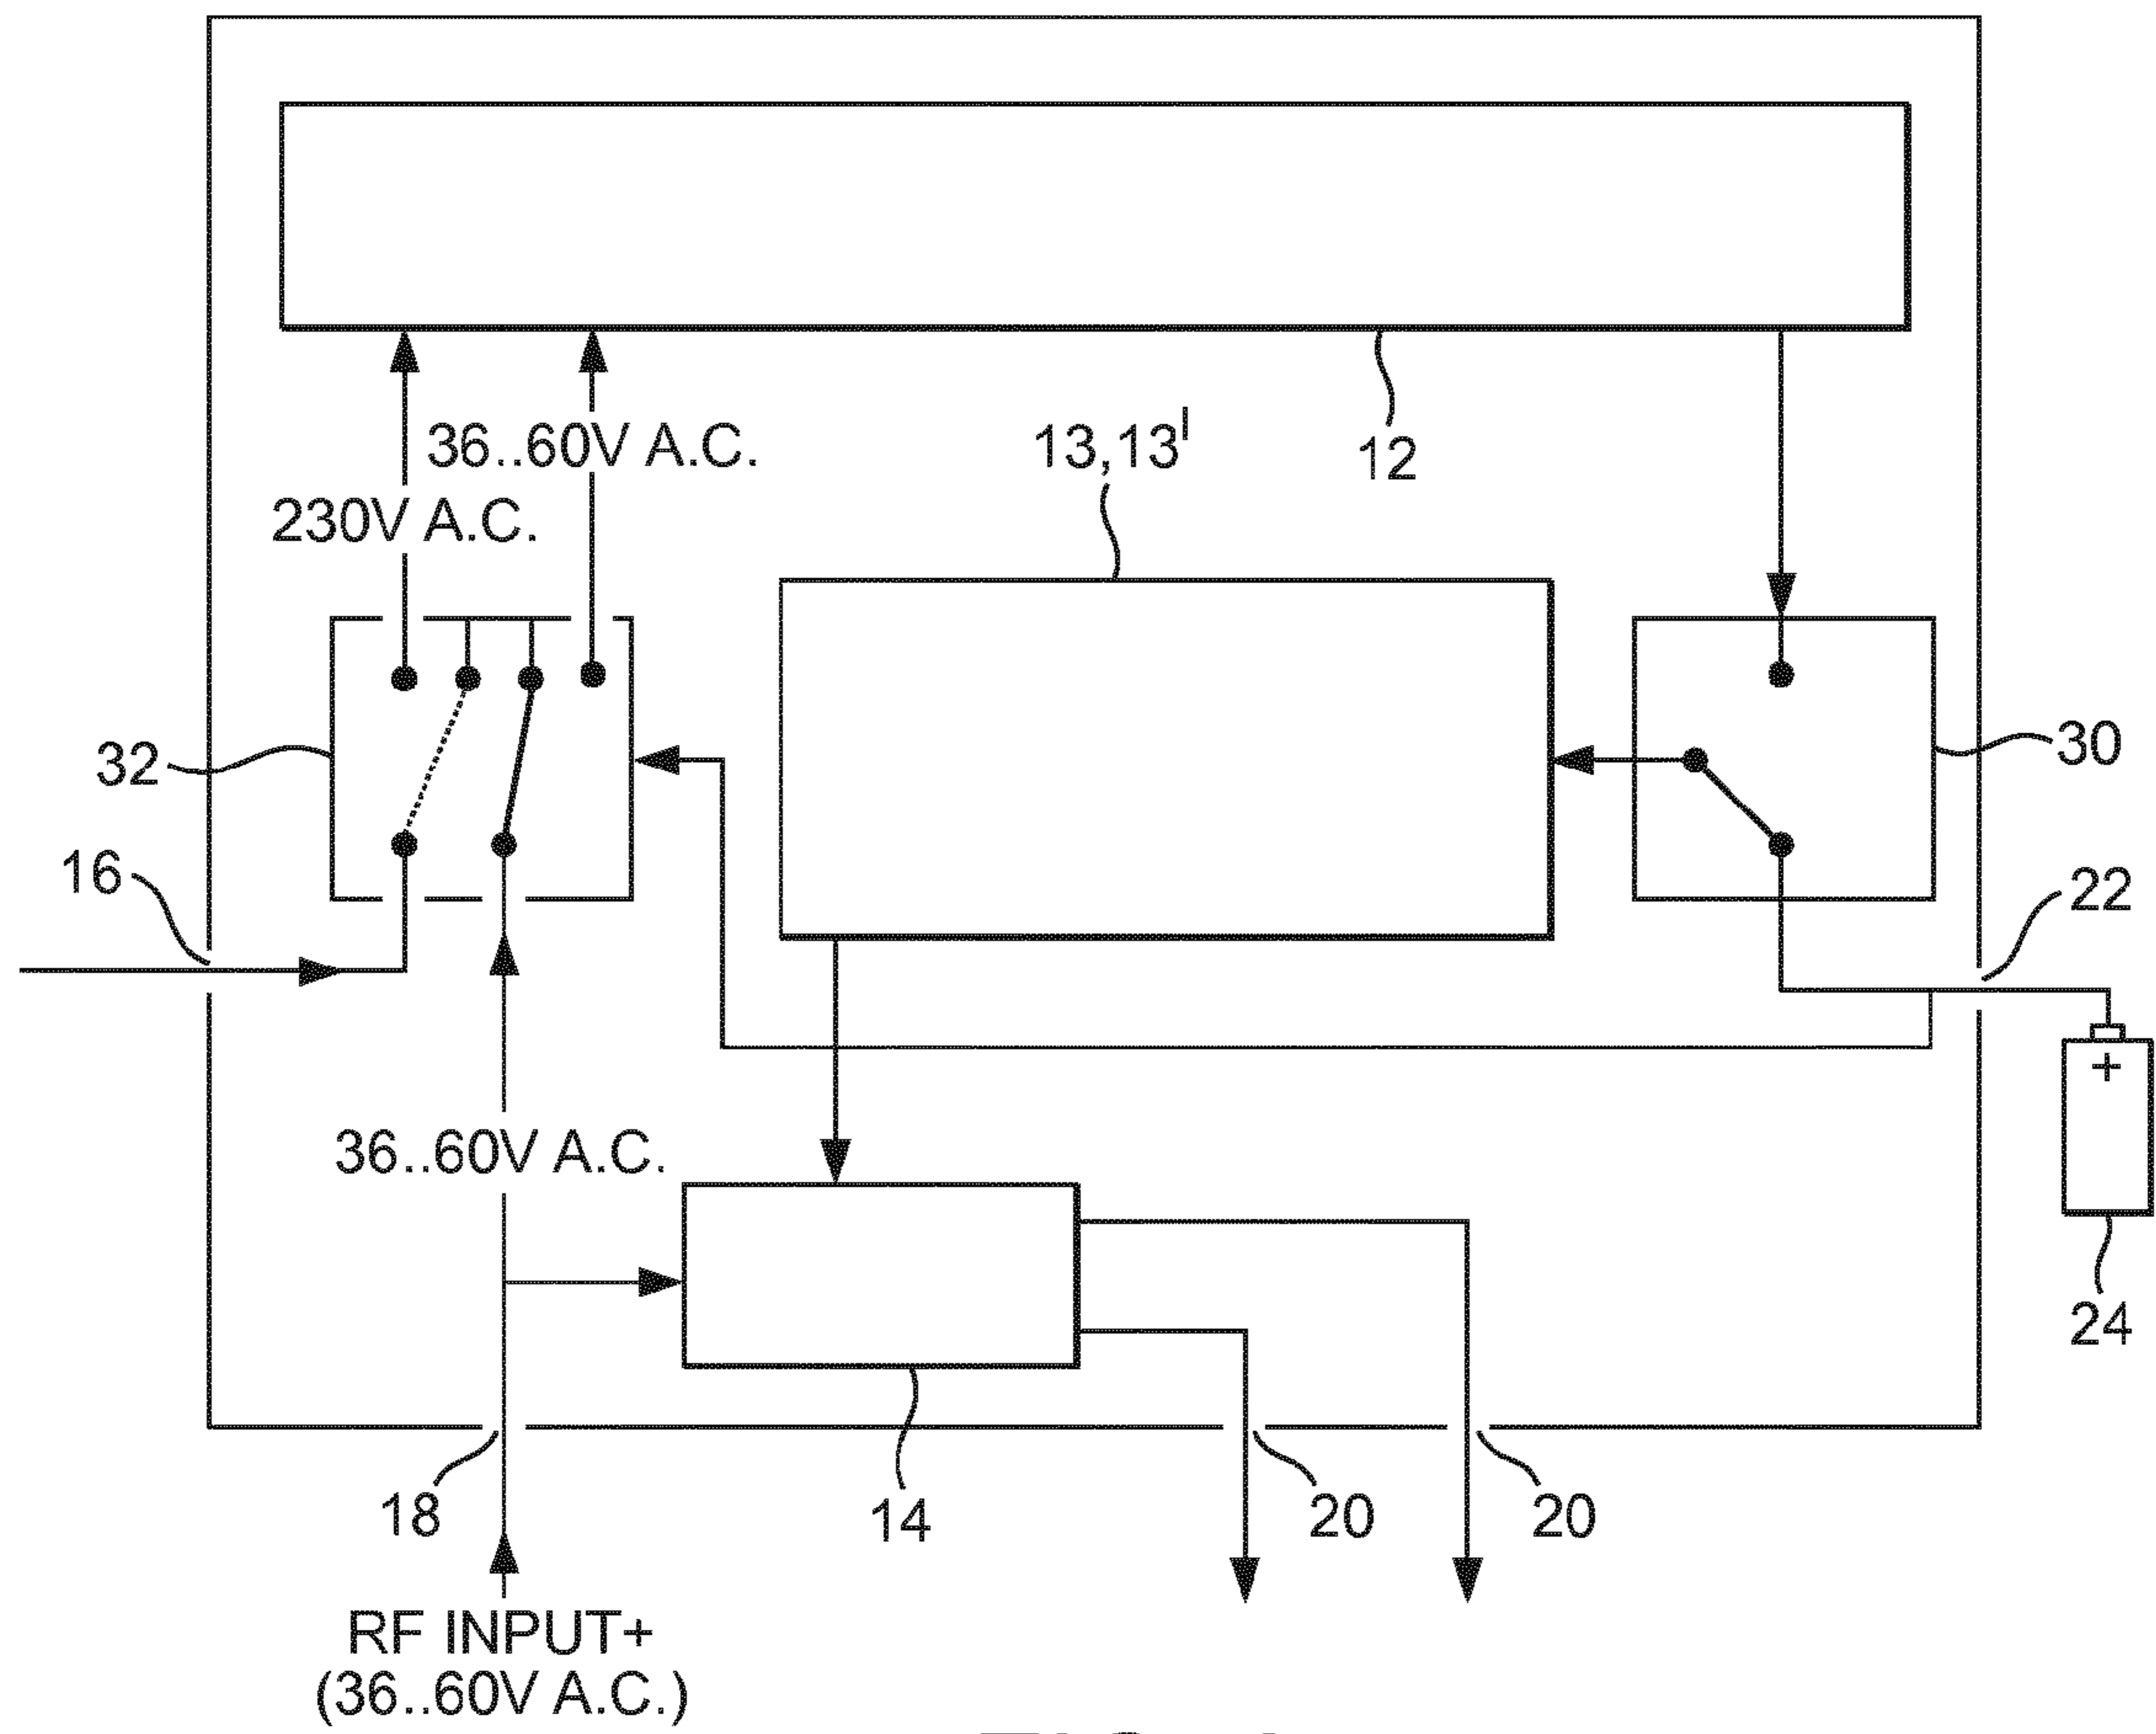 36..60V A.C.
13,13'
12
230V A.C.
30
32
16
22
36..60V A.C.
24
18
14
20
20
RF INPUT+
(36..60V A.C.)
+